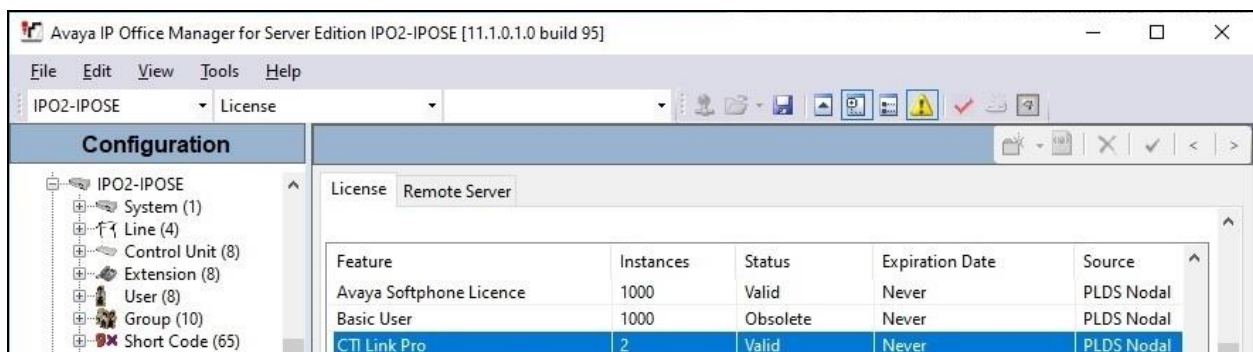 Avaya IP Office Manager for Server Edition IPO2-IPOSE [11.1.0.1.0 build 95]
File Edit View Tools Help
IPO2-IPOSE License
Configuration
IPO2-IPOSE
System (1)
Line (4)
Control Unit (8)
Extension (8)
User (8)
Group (10)
Short Code (65)
License Remote Server
Feature Instances Status Expiration Date Source
Avaya Softphone Licence 1000 Valid Never PLDS Nodal
Basic User 1000 Obsolete Never PLDS Nodal
CTI Link Pro 2 Valid Never PLDS Nodal